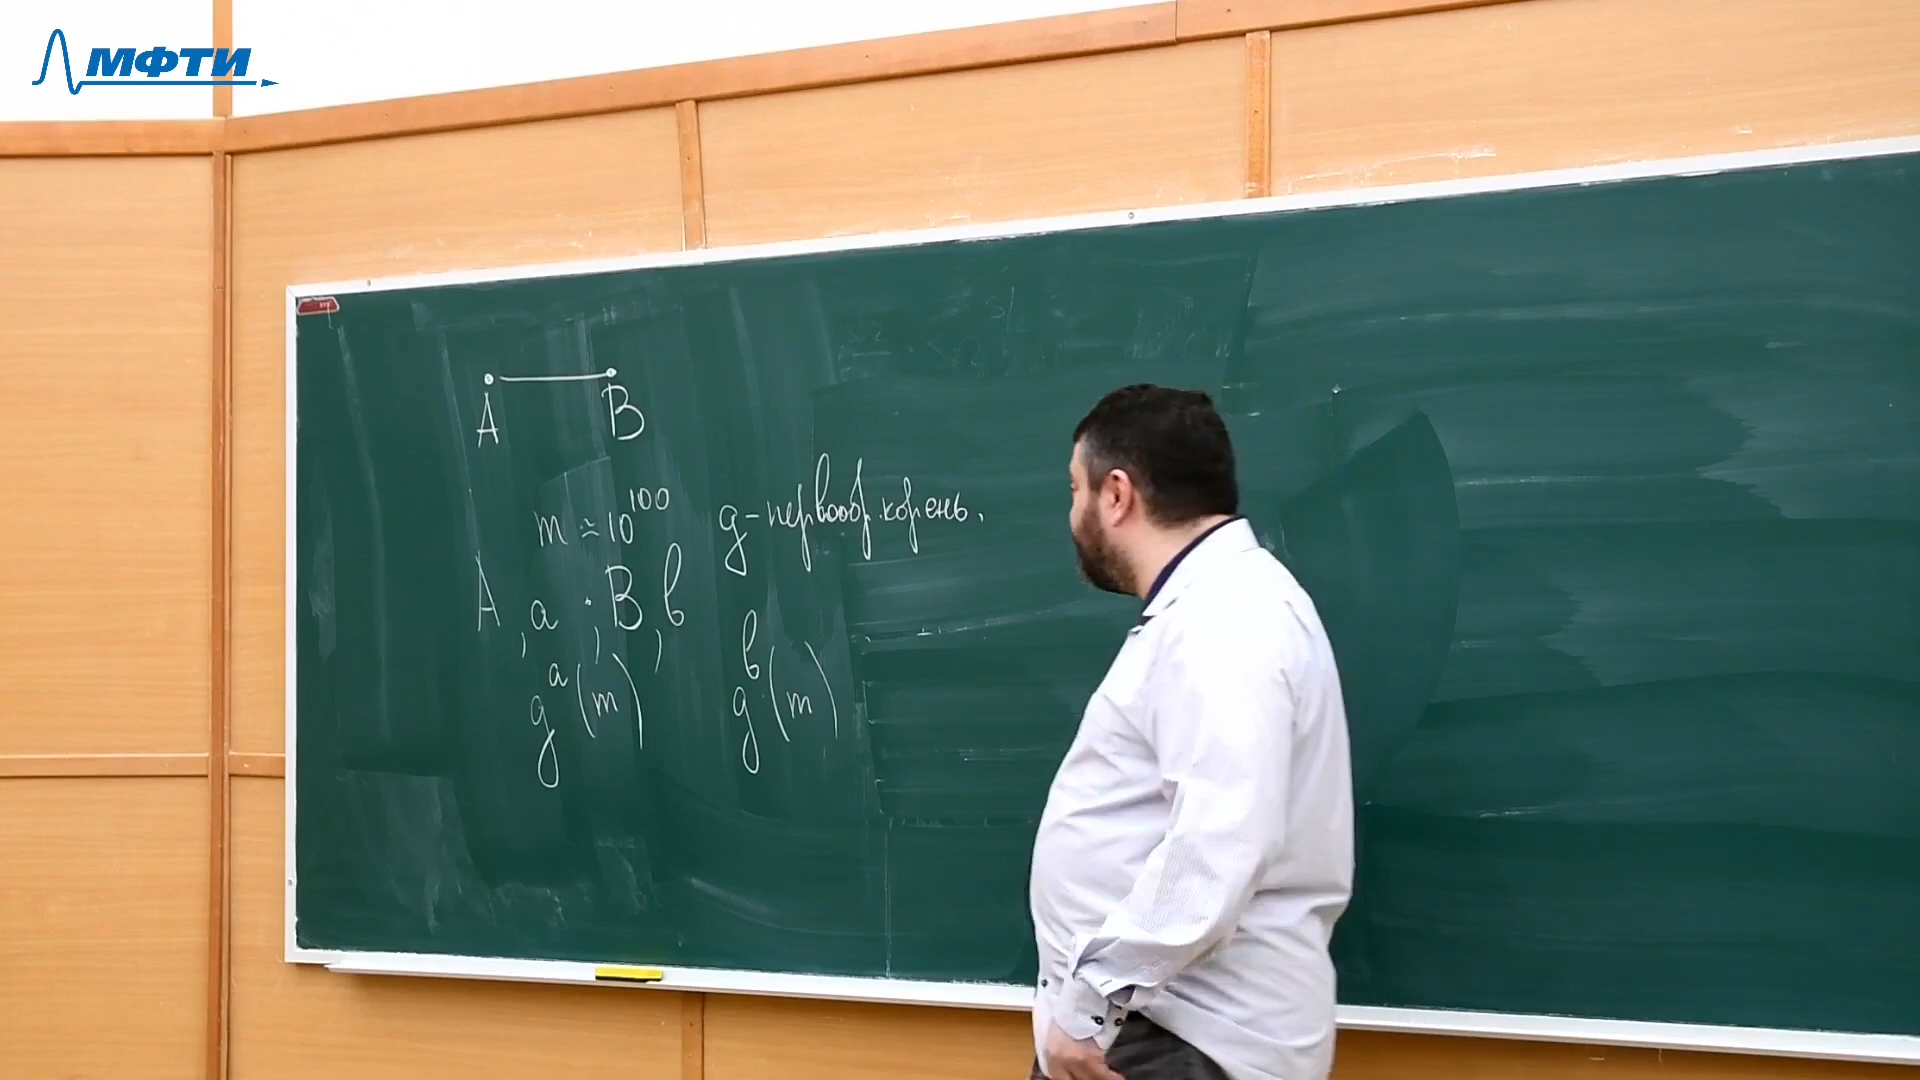 МФТИ
A B
m ≈ 10^100 g - первообр. корень.
A, a ; B, b
g^a (m) g^b (m)